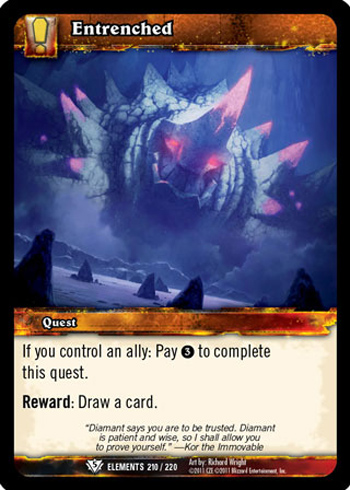 Entrenched
Quest
If you control an ally: Pay 3 to complete
this quest.
Reward: Draw a card.
"Diamant says you are to be trusted. Diamant
is patient and wise, so I shall allow you
to prove yourself." —Kor the Immovable
ELEMENTS 210 / 220
Art by: Richard Wright
©2011 CZE ©2011 Blizzard Entertainment, Inc.